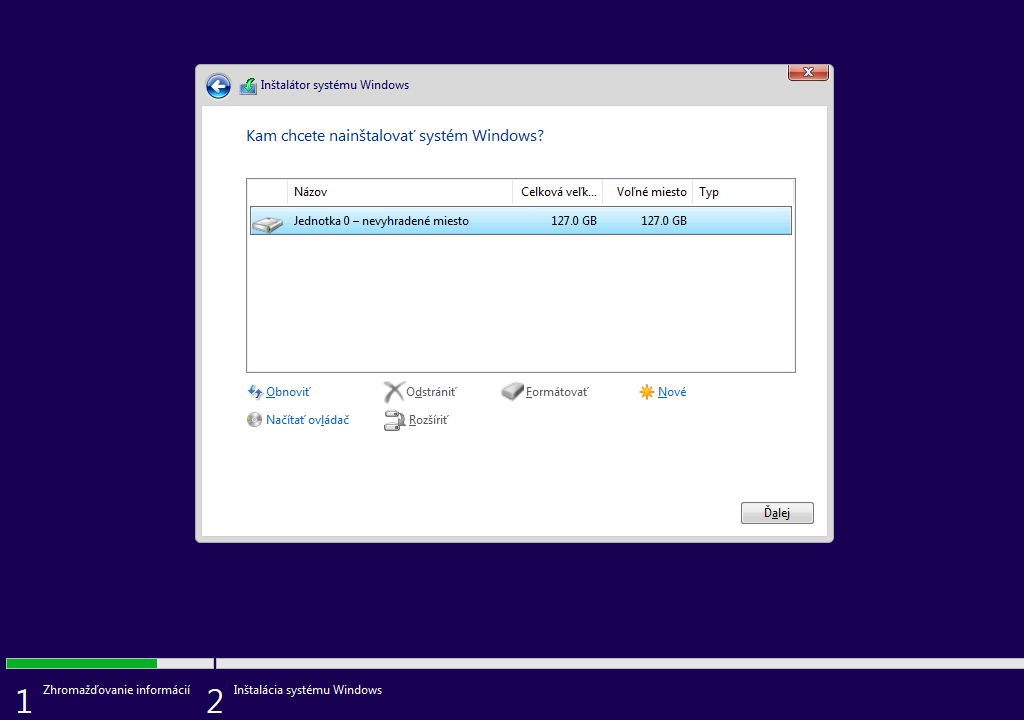 Inštalátor systému Windows
Kam chcete nainštalovať systém Windows?
Názov Celková veľk... Voľné miesto Typ
Jednotka 0 – nevyhradené miesto 127.0 GB 127.0 GB
Obnoviť Odstrániť Formátovať Nové
Načítať ovládač Rozšíriť
Ďalej
1 Zhromažďovanie informácií 2 Inštalácia systému Windows